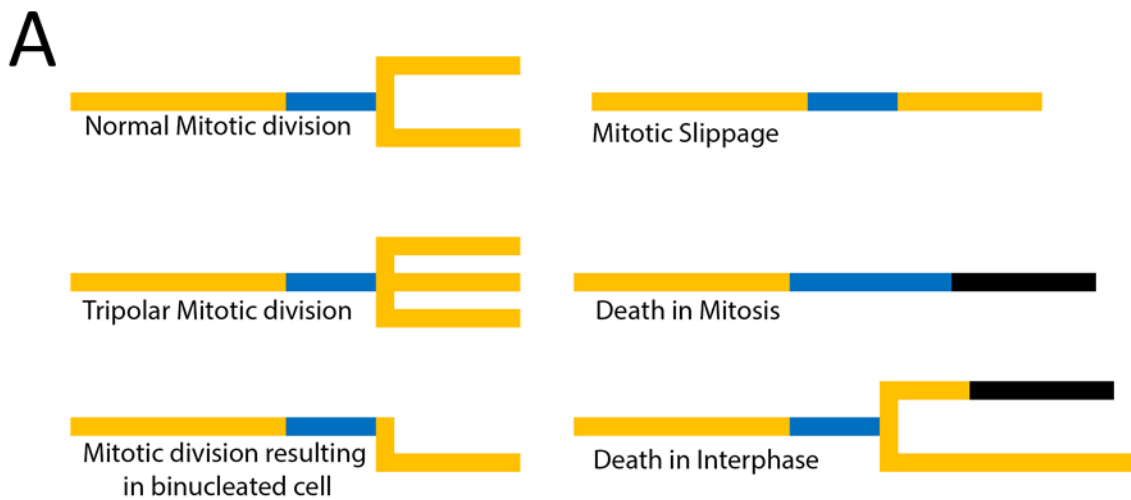 A
Normal Mitotic division
Mitotic Slippage
Tripolar Mitotic division
Death in Mitosis
Mitotic division resulting
in binucleated cell
Death in Interphase